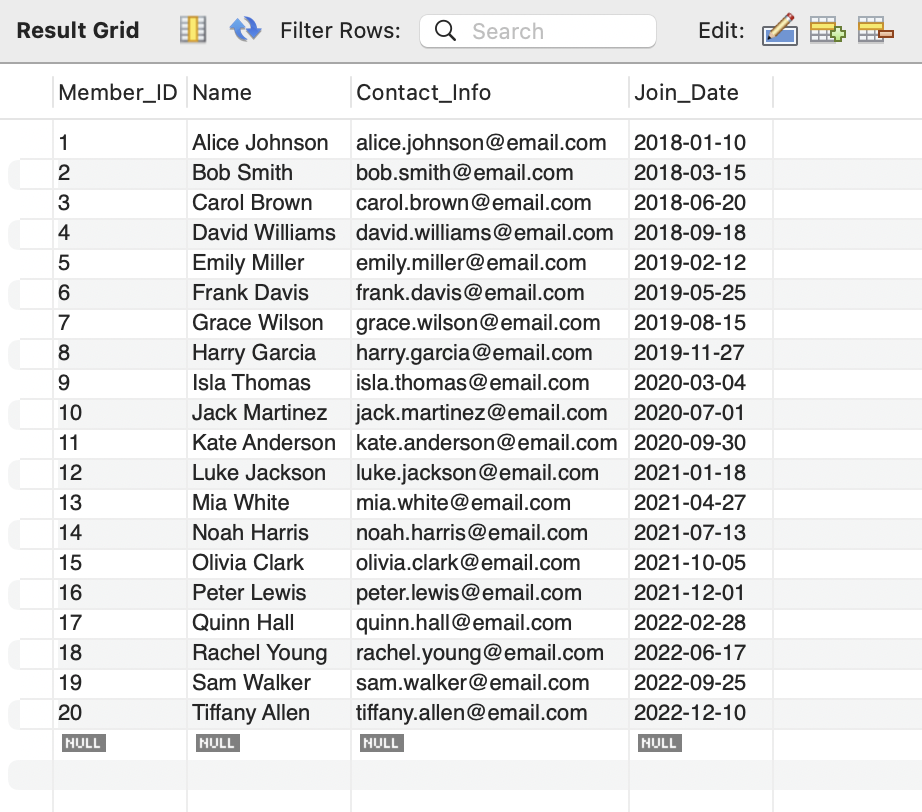 Result Grid Filter Rows: Search Edit:
Member_ID Name Contact_Info Join_Date
1 Alice Johnson alice.johnson@email.com 2018-01-10
2 Bob Smith bob.smith@email.com 2018-03-15
3 Carol Brown carol.brown@email.com 2018-06-20
4 David Williams david.williams@email.com 2018-09-18
5 Emily Miller emily.miller@email.com 2019-02-12
6 Frank Davis frank.davis@email.com 2019-05-25
7 Grace Wilson grace.wilson@email.com 2019-08-15
8 Harry Garcia harry.garcia@email.com 2019-11-27
9 Isla Thomas isla.thomas@email.com 2020-03-04
10 Jack Martinez jack.martinez@email.com 2020-07-01
11 Kate Anderson kate.anderson@email.com 2020-09-30
12 Luke Jackson luke.jackson@email.com 2021-01-18
13 Mia White mia.white@email.com 2021-04-27
14 Noah Harris noah.harris@email.com 2021-07-13
15 Olivia Clark olivia.clark@email.com 2021-10-05
16 Peter Lewis peter.lewis@email.com 2021-12-01
17 Quinn Hall quinn.hall@email.com 2022-02-28
18 Rachel Young rachel.young@email.com 2022-06-17
19 Sam Walker sam.walker@email.com 2022-09-25
20 Tiffany Allen tiffany.allen@email.com 2022-12-10
NULL NULL NULL NULL